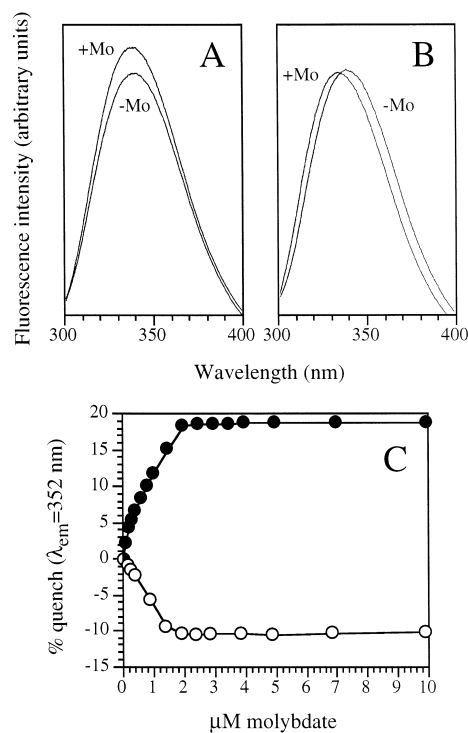 Fluorescence intensity (arbitrary units)
A
+Mo
-Mo
B
+Mo
-Mo
300 350 400
300 350 400
Wavelength (nm)
% quench (λem=352 nm)
C
20
15
10
5
0
-5
-10
-15
0 1 2 3 4 5 6 7 8 9 10
µM molybdate